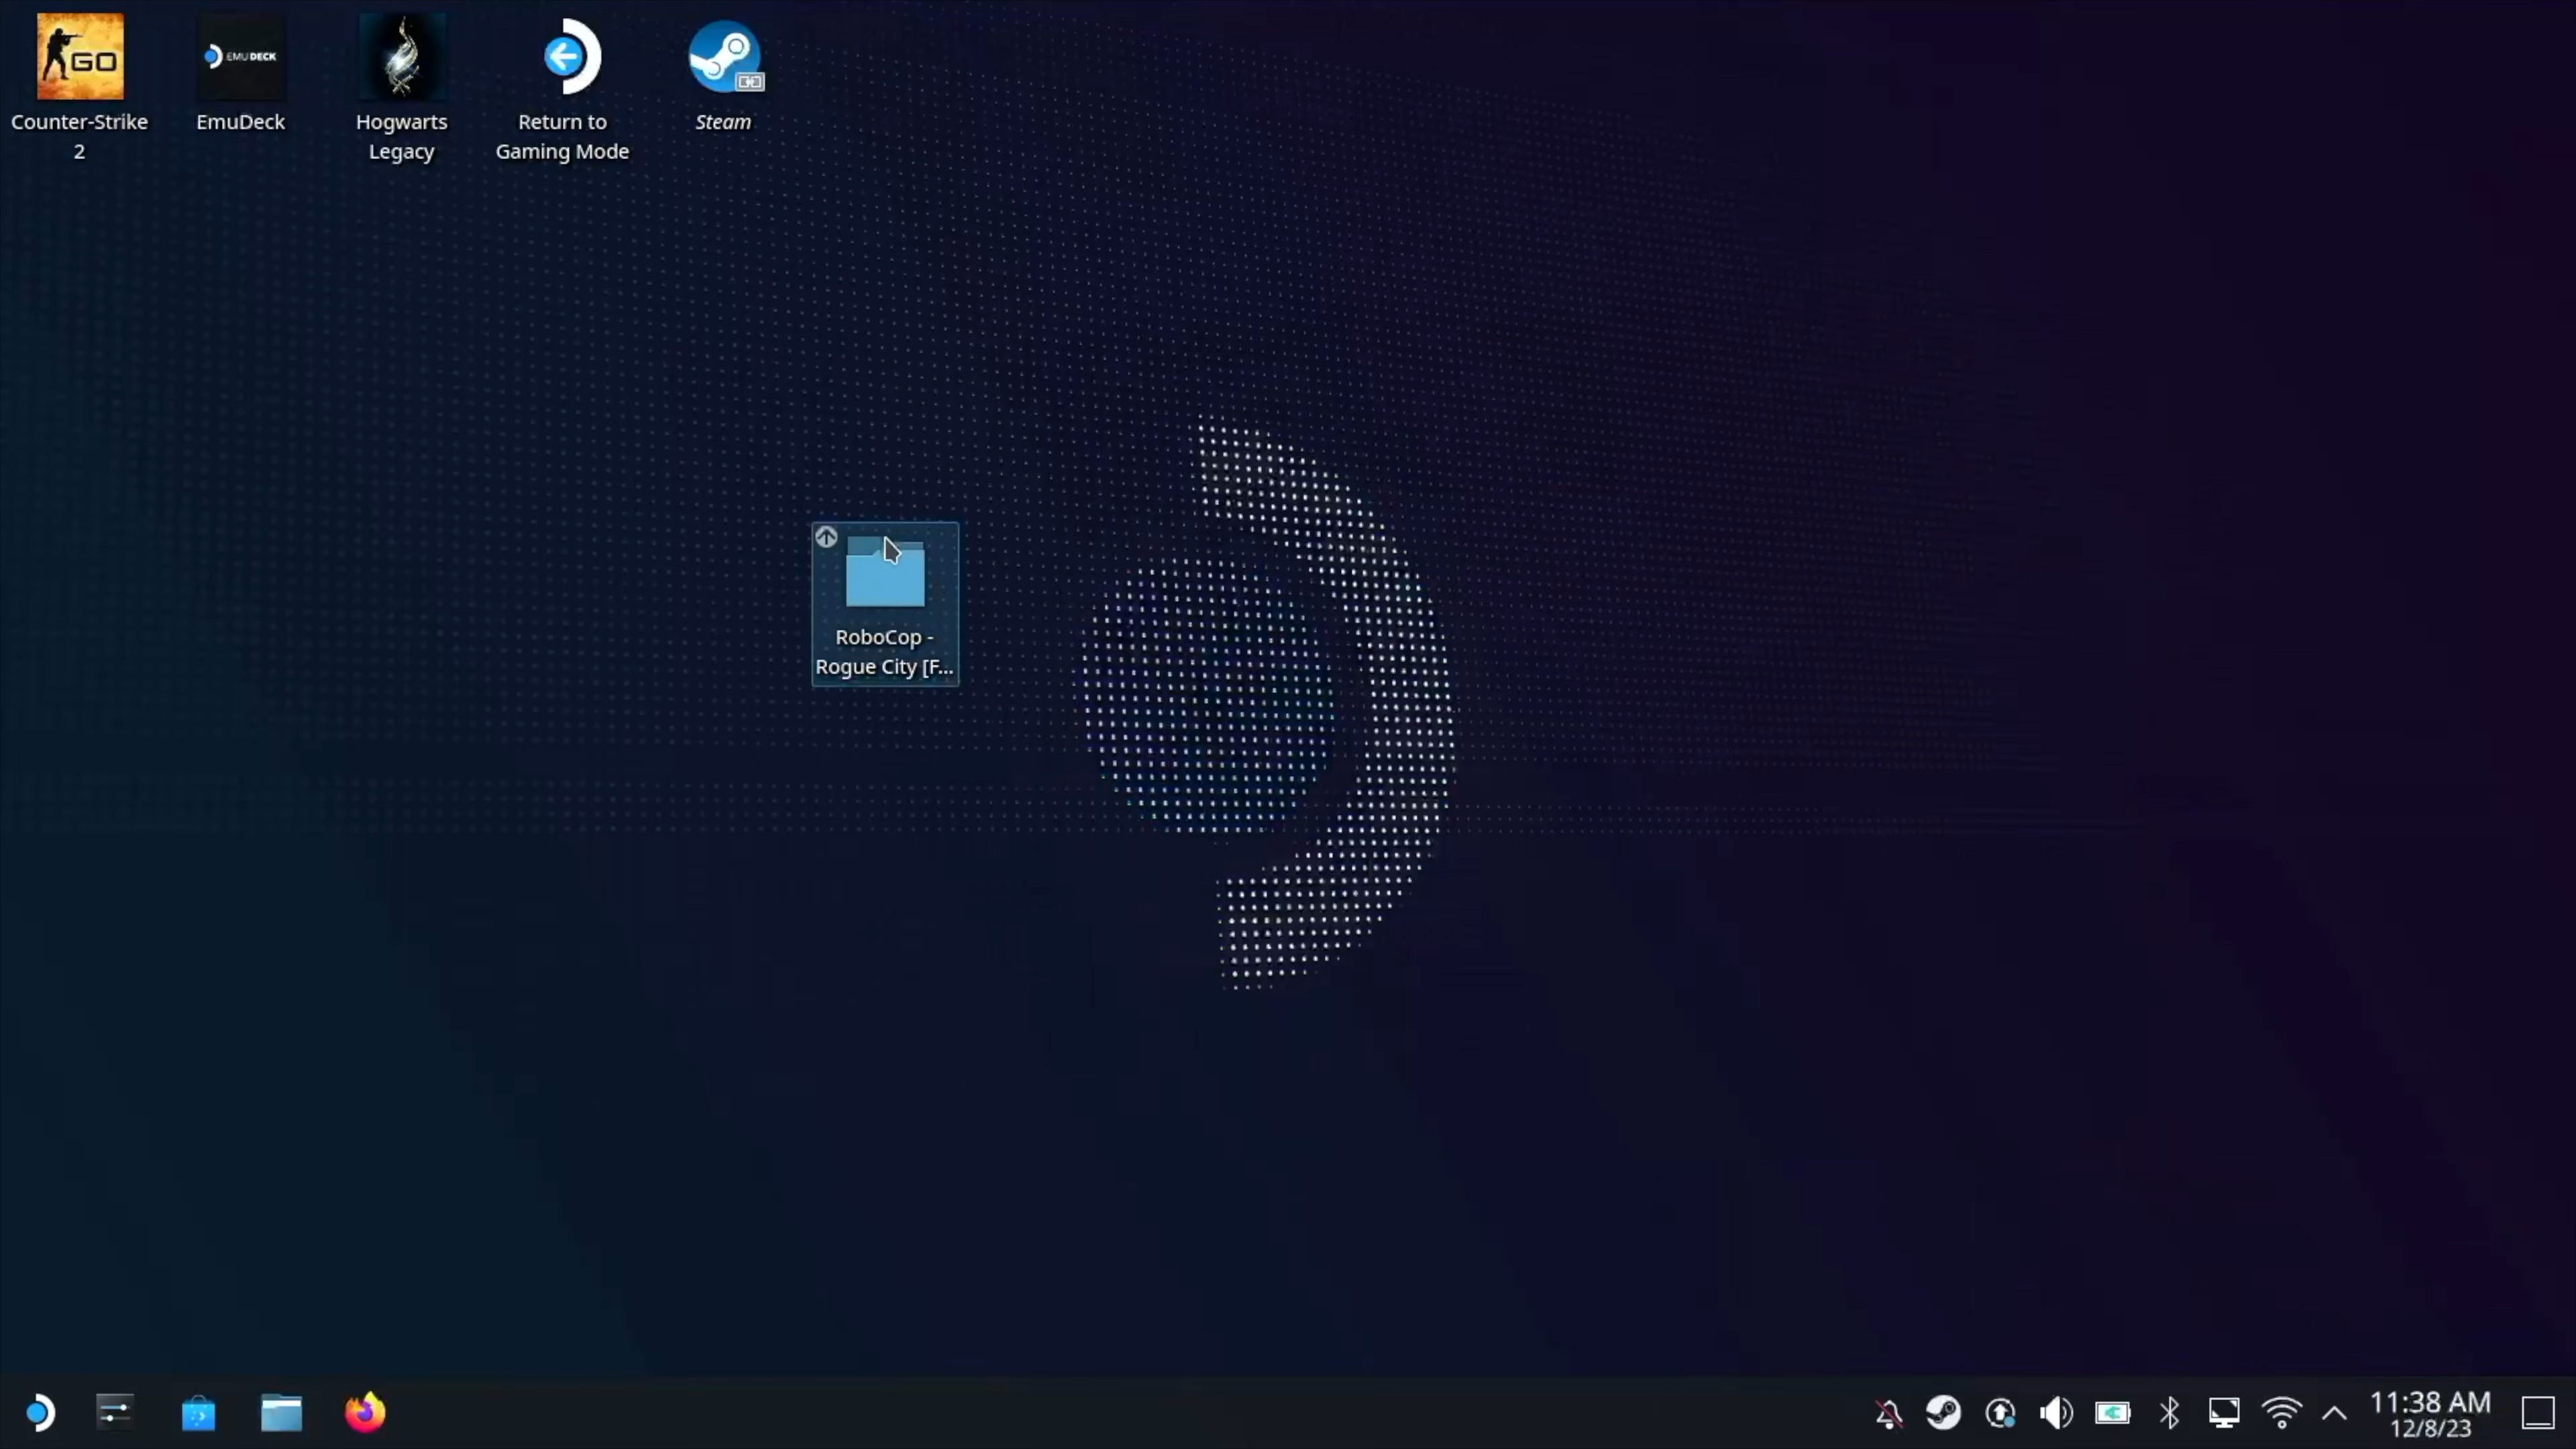 GO
EMUDECK
Counter-Strike
2
EmuDeck
Hogwarts
Legacy
Return to
Gaming Mode
Steam
RoboCop -
Rogue City [F...
11:38 AM
12/8/23